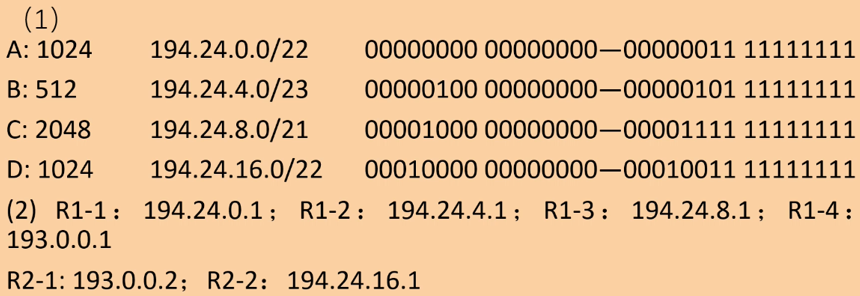 （1）
A: 1024 194.24.0.0/22 00000000 00000000—00000011 11111111
B: 512 194.24.4.0/23 00000100 00000000—00000101 11111111
C: 2048 194.24.8.0/21 00001000 00000000—00001111 11111111
D: 1024 194.24.16.0/22 00010000 00000000—00010011 11111111
(2) R1-1：194.24.0.1；R1-2：194.24.4.1；R1-3：194.24.8.1；R1-4：
193.0.0.1
R2-1: 193.0.0.2；R2-2：194.24.16.1